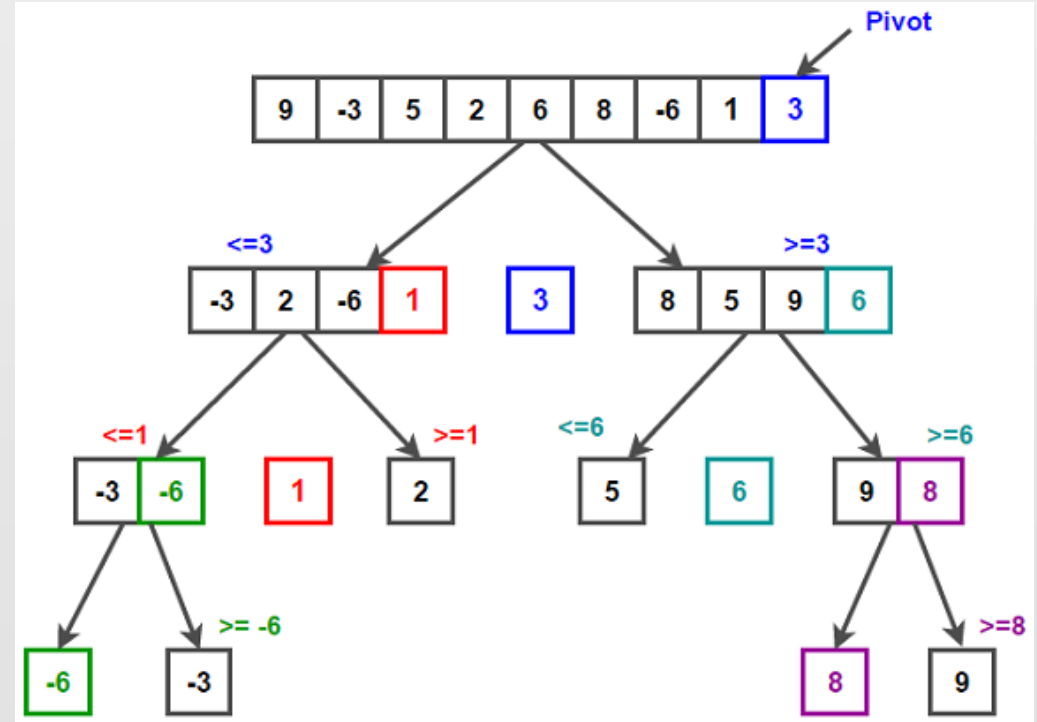 Pivot
9 -3 5 2 6 8 -6 1 3
<=3 >=3
-3 2 -6 1 3 8 5 9 6
<=1 >=1 <=6 >=6
-3 -6 1 2 5 6 9 8
>= -6 >=8
-6 -3 8 9